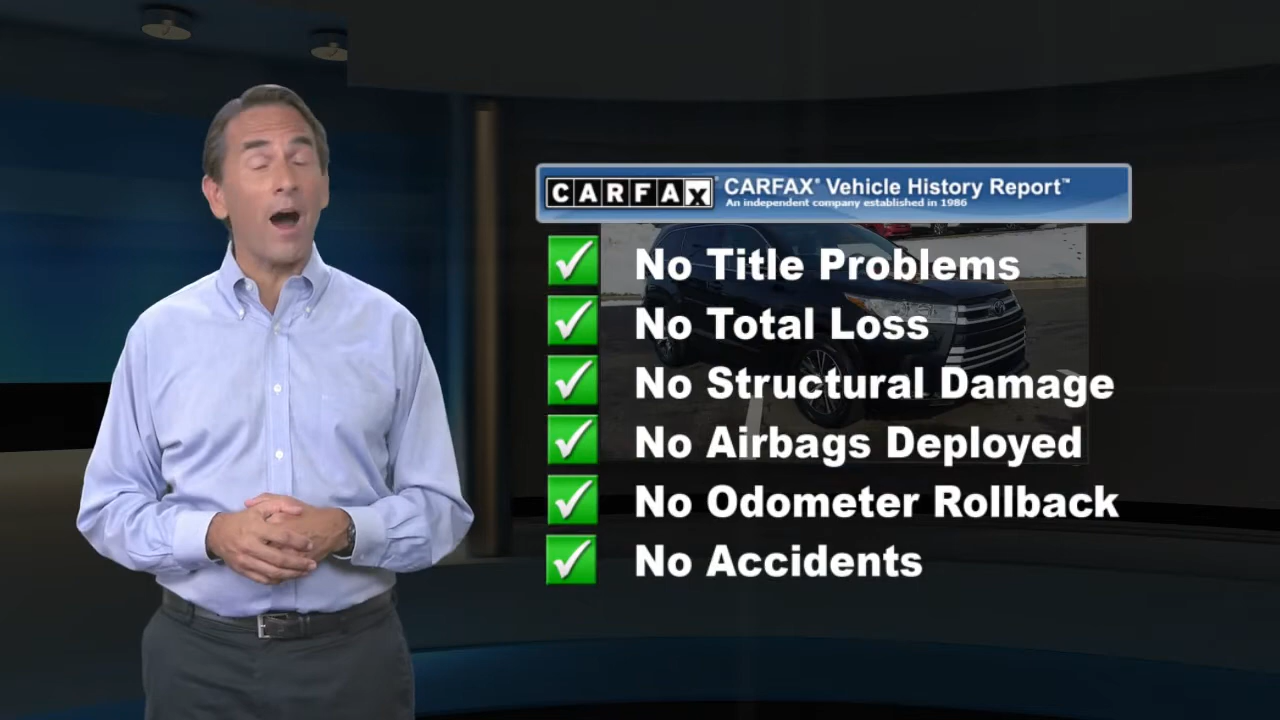 CARFAX® CARFAX® Vehicle History Report™
An independent company established in 1986
No Title Problems
No Total Loss
No Structural Damage
No Airbags Deployed
No Odometer Rollback
No Accidents